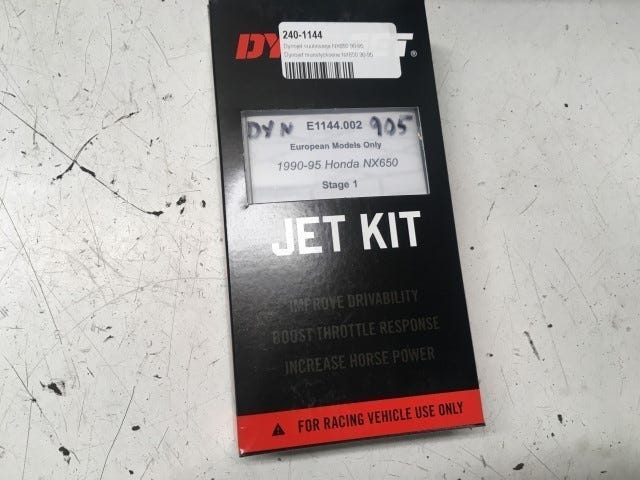 240-1144
Dynojet suutinsarja NX650 90-95
Dynojet munstyckssats NX650 90-95
DY ET®
DYN E1144.002 905
European Models Only
1990-95 Honda NX650
Stage 1
JET KIT
IMPROVE DRIVABILITY
BOOST THROTTLE RESPONSE
INCREASE HORSE POWER
FOR RACING VEHICLE USE ONLY